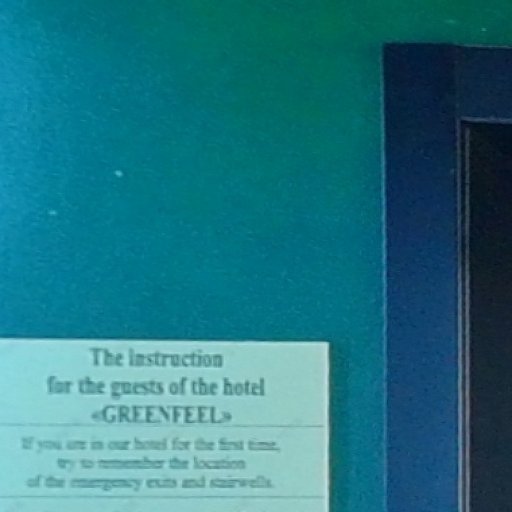 The instruction
for the guests of the hotel
«GREENFEEL»
If you are in our hotel for the first time,
try to remember the location
of the emergency exits and stairwells.